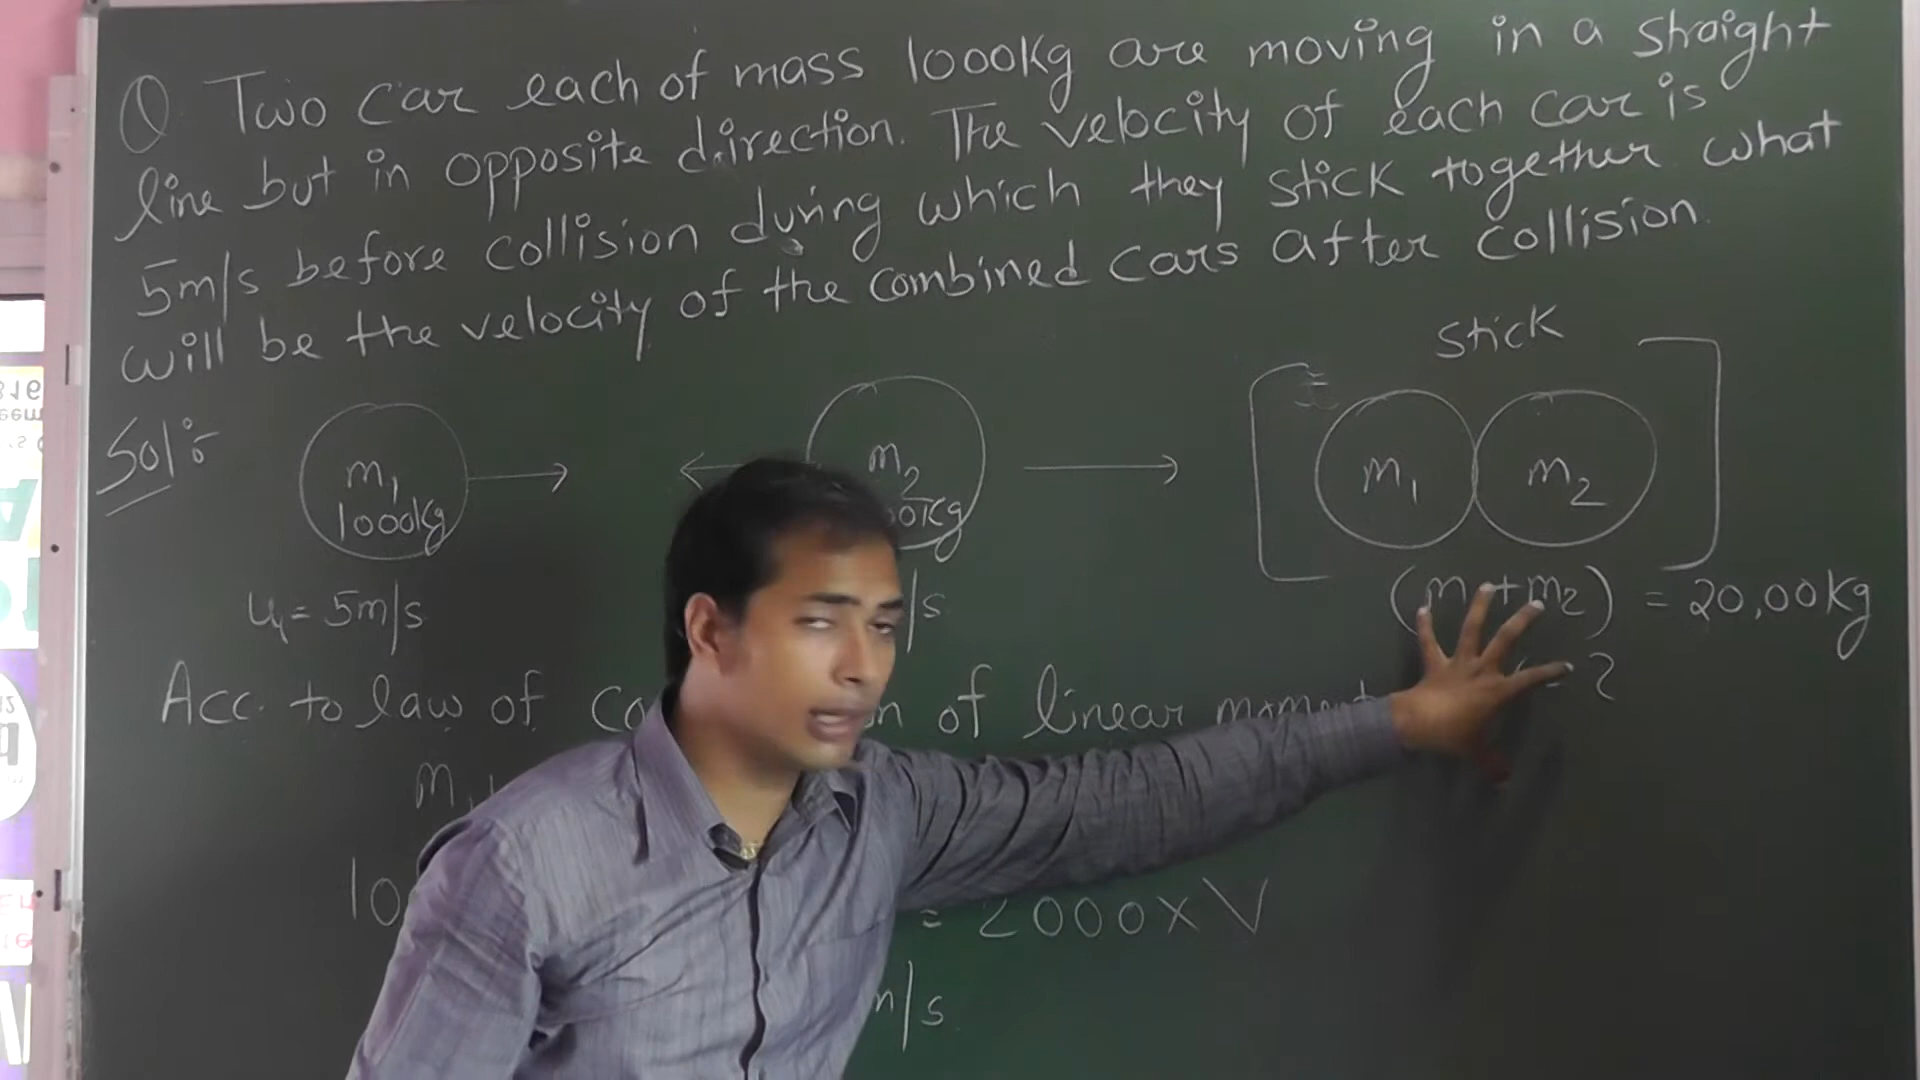 Q Two car each of mass 1000Kg are moving in a straight
line but in opposite direction. The velocity of each car is
5m/s before collision during which they stick together what
will be the velocity of the combined cars after collision.
Sol:
stick
m1
1000Kg
m2
m1 m2
u1 = 5m/s
(m1+m2) = 20,00Kg
= ?
Acc. to law of of linear
= 2000 x V
m/s